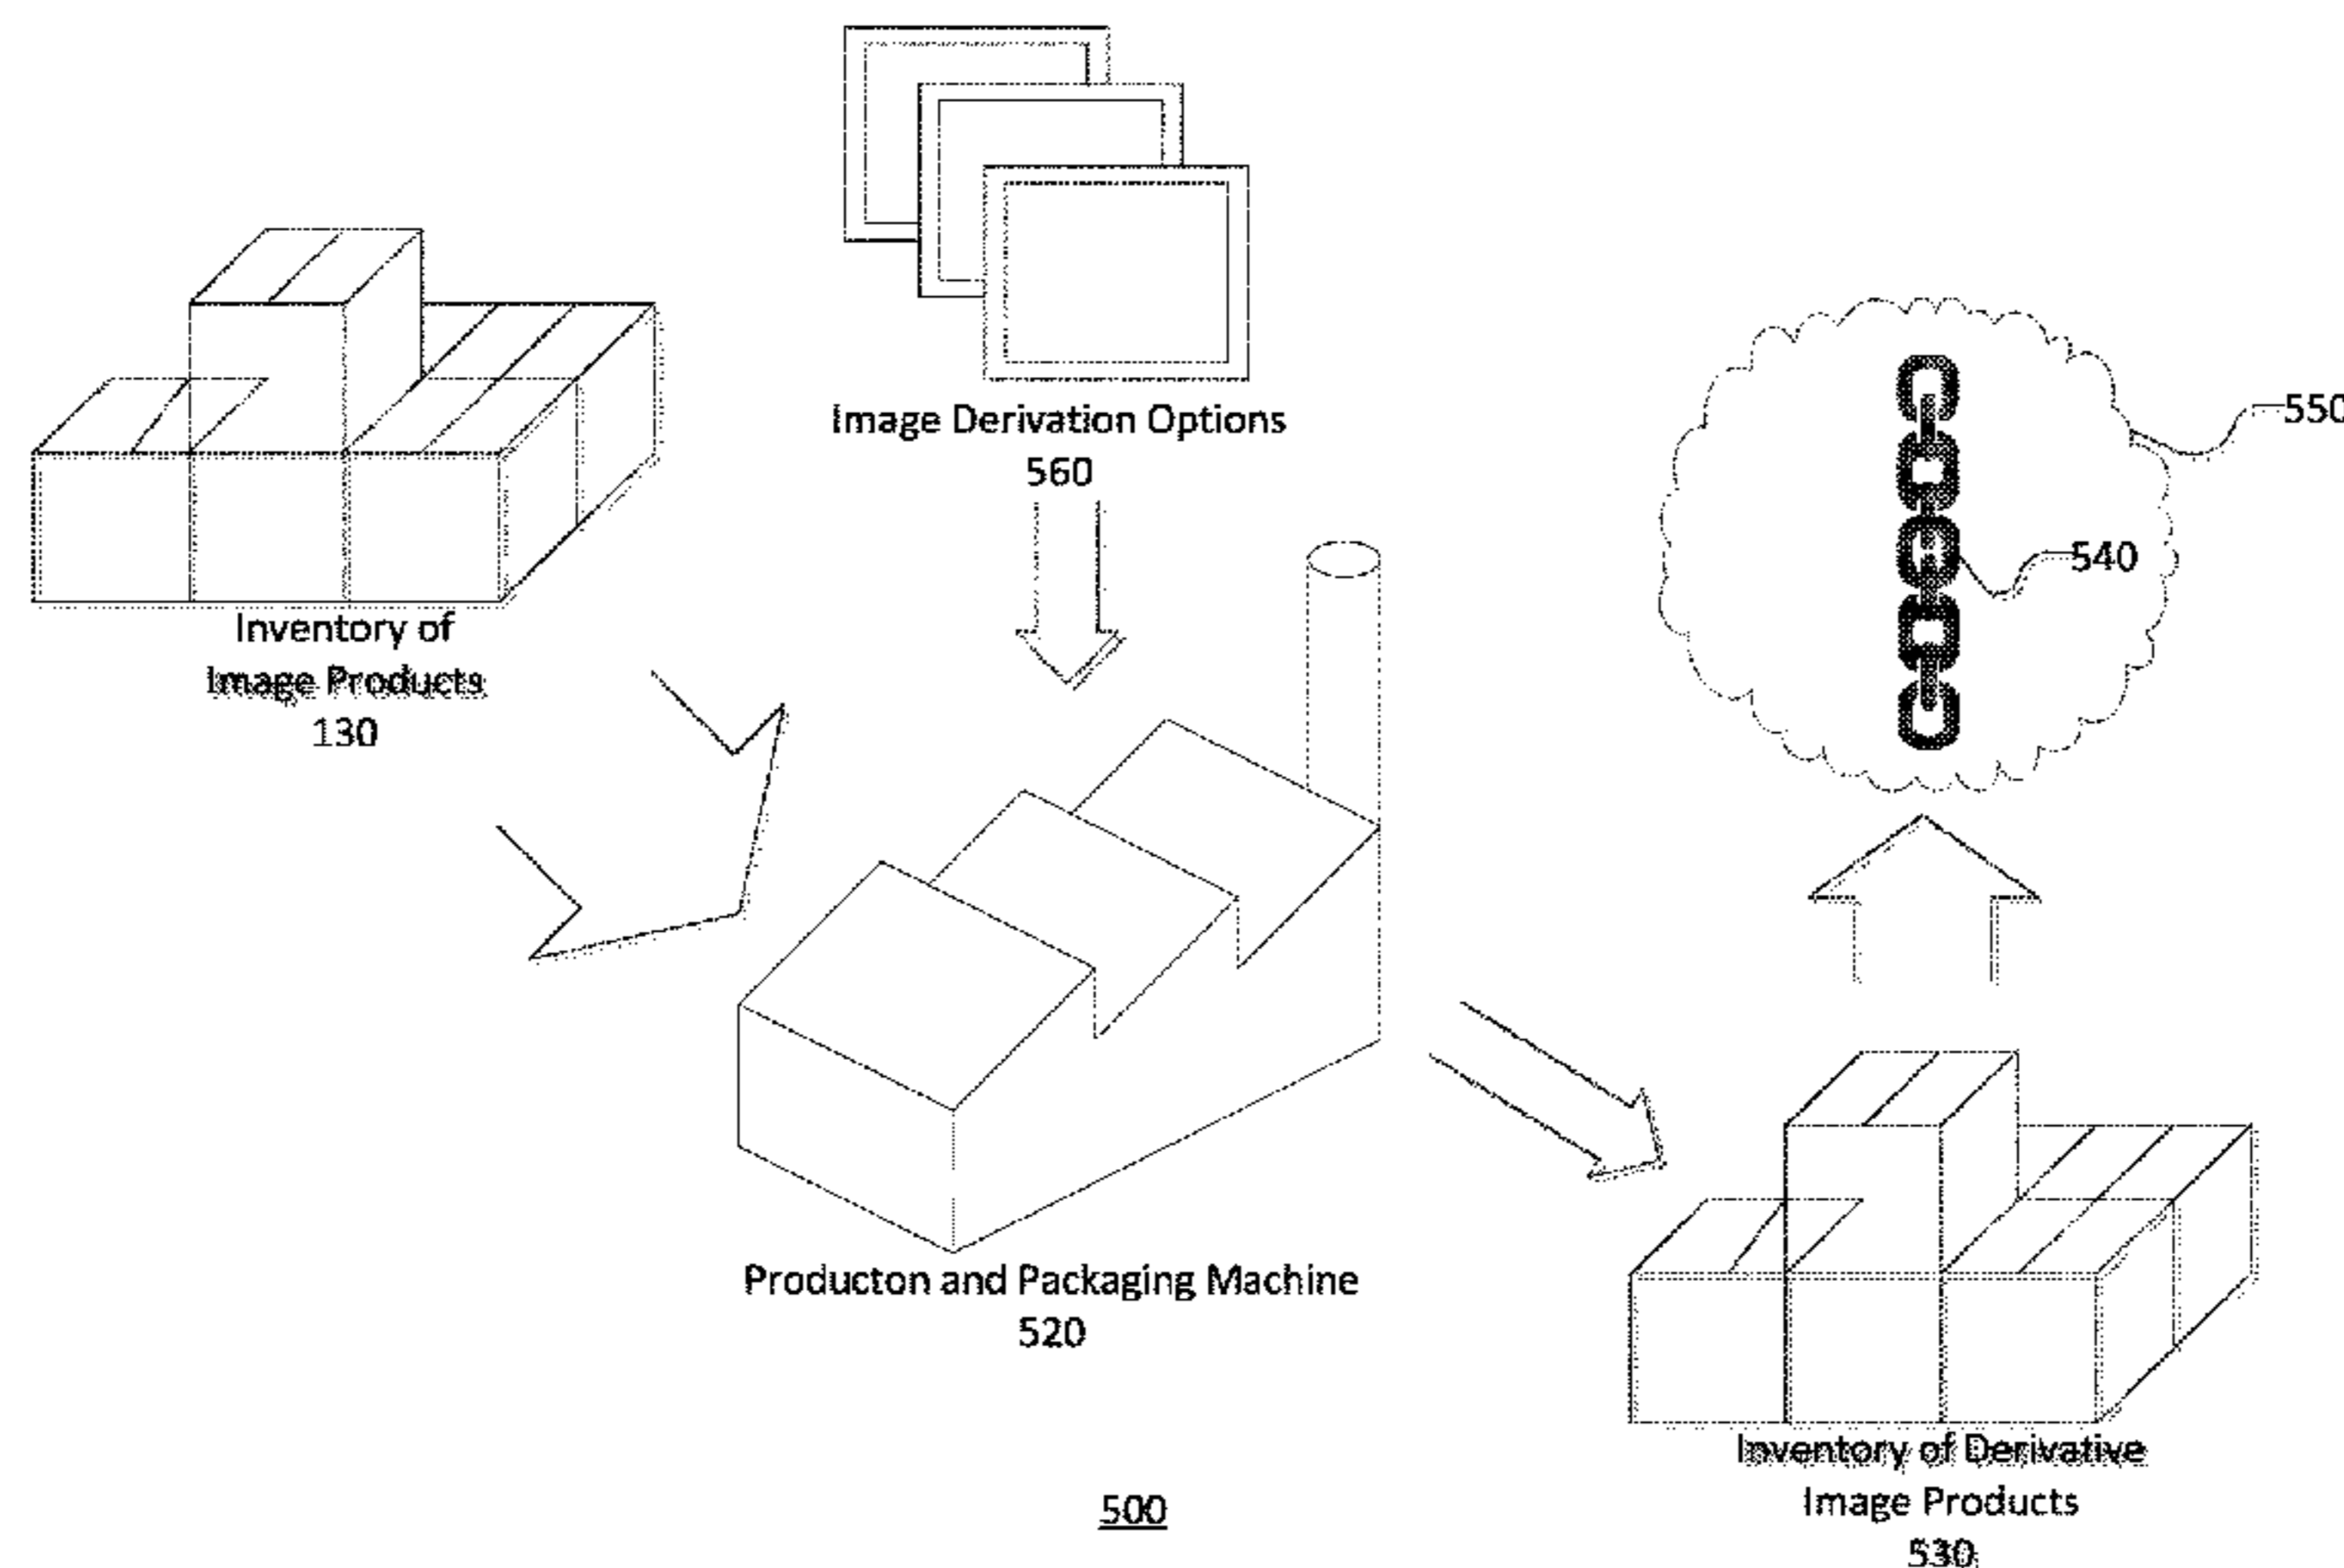 Image Derivation Options
560
550
540
Inventory of
Image Products
130
Producton and Packaging Machine
520
Inventory of Derivative
Image Products
530
500